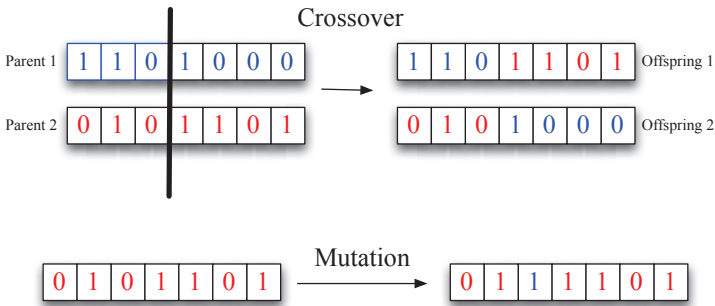 Crossover
Parent 1 1 1 0 1 0 0 0 1 1 0 1 1 0 1 Offspring 1
Parent 2 0 1 0 1 1 0 1 0 1 0 1 0 0 0 Offspring 2
Mutation
0 1 0 1 1 0 1 0 1 1 1 1 0 1